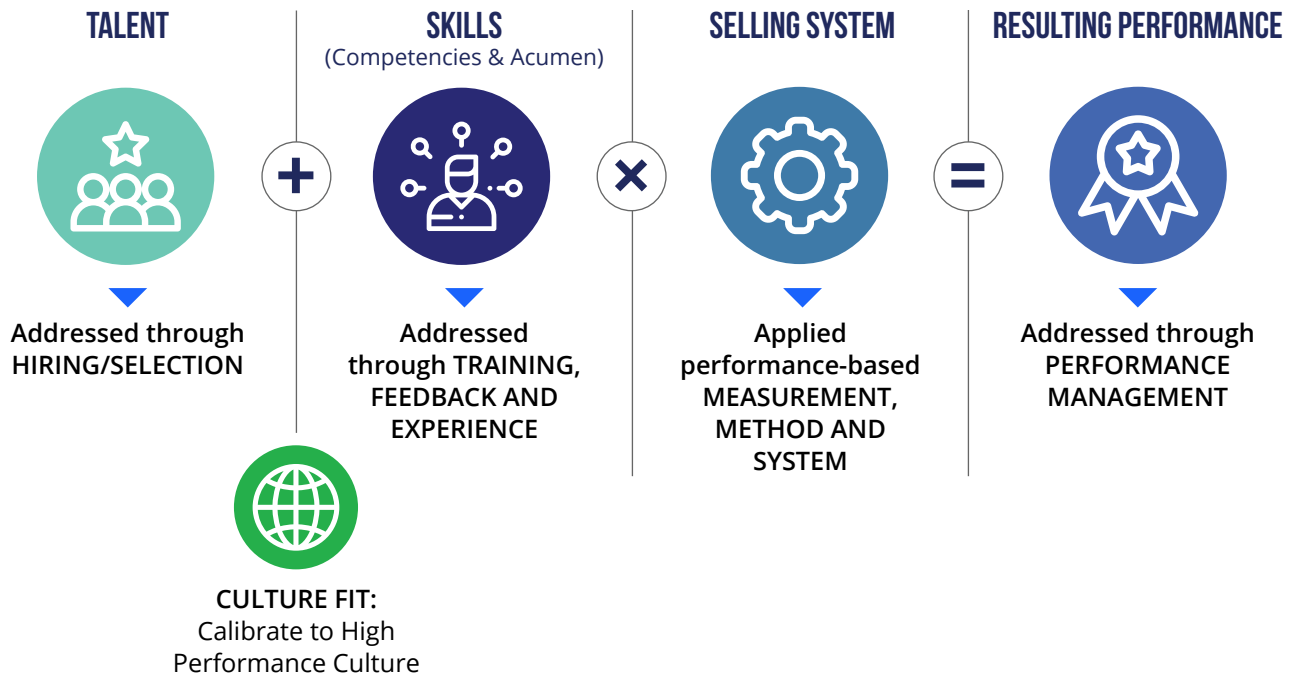 TALENT
SKILLS
(Competencies & Acumen)
SELLING SYSTEM
RESULTING PERFORMANCE
+
×
=
Addressed through
HIRING/SELECTION
Addressed
through TRAINING,
FEEDBACK AND
EXPERIENCE
Applied
performance-based
MEASUREMENT,
METHOD AND
SYSTEM
Addressed through
PERFORMANCE
MANAGEMENT
CULTURE FIT:
Calibrate to High
Performance Culture